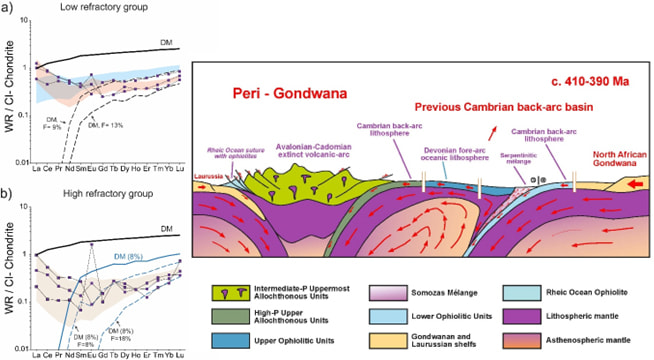 a)
Low refractory group
WR / CI- Chondrite
10
1
0.1
0.01
DM
DM,
F= 9%
DM, F= 13%
La Ce Pr Nd Sm Eu Gd Tb Dy Ho Er Tm Yb Lu
b)
High refractory group
WR / CI- Chondrite
10
1
0.1
0.01
DM
DM (8%)
DM (8%)
F=8%
DM (8%)
F=18%
La Ce Pr Nd Sm Eu Gd Tb Dy Ho Er Tm Yb Lu
Peri - Gondwana
c. 410-390 Ma
Previous Cambrian back-arc basin
Cambrian back-arc
lithosphere
Cambrian back-arc
lithosphere
Rheic Ocean suture
with ophiolites
Avalonian-Cadomian
extinct volcanic-arc
Devonian fore-arc
oceanic lithosphere
Serpentinitic
mélange
North African
Gondwana
Laurussia
Intermediate-P Uppermost
Allochthonous Units
High-P Upper
Allochthonous Units
Upper Ophiolitic Units
Somozas Mélange
Lower Ophiolitic Units
Gondwanan and
Laurussian shelfs
Rheic Ocean Ophiolite
Lithospheric mantle
Asthenospheric mantle